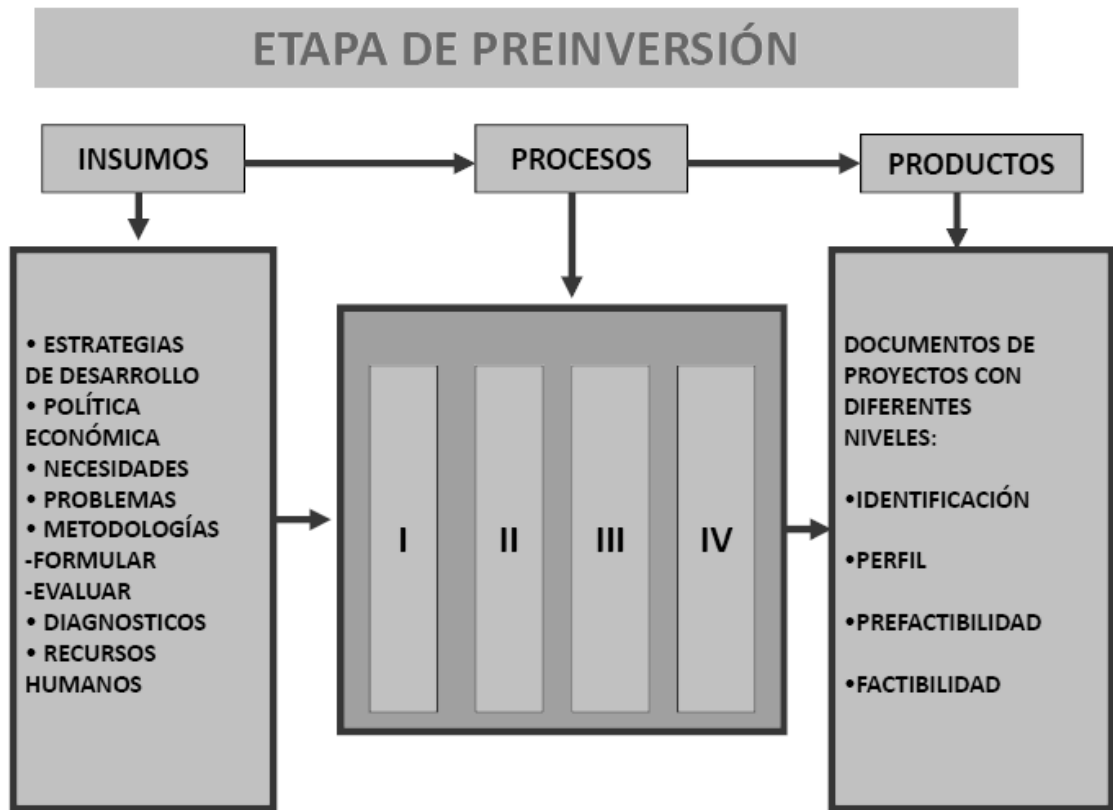 ETAPA DE PREINVERSIÓN
INSUMOS
PROCESOS
PRODUCTOS
• ESTRATEGIAS
DE DESARROLLO
• POLÍTICA
ECONÓMICA
• NECESIDADES
• PROBLEMAS
• METODOLOGÍAS
-FORMULAR
-EVALUAR
• DIAGNOSTICOS
• RECURSOS
HUMANOS
I
II
III
IV
DOCUMENTOS DE
PROYECTOS CON
DIFERENTES
NIVELES:
•IDENTIFICACIÓN
•PERFIL
•PREFACTIBILIDAD
•FACTIBILIDAD